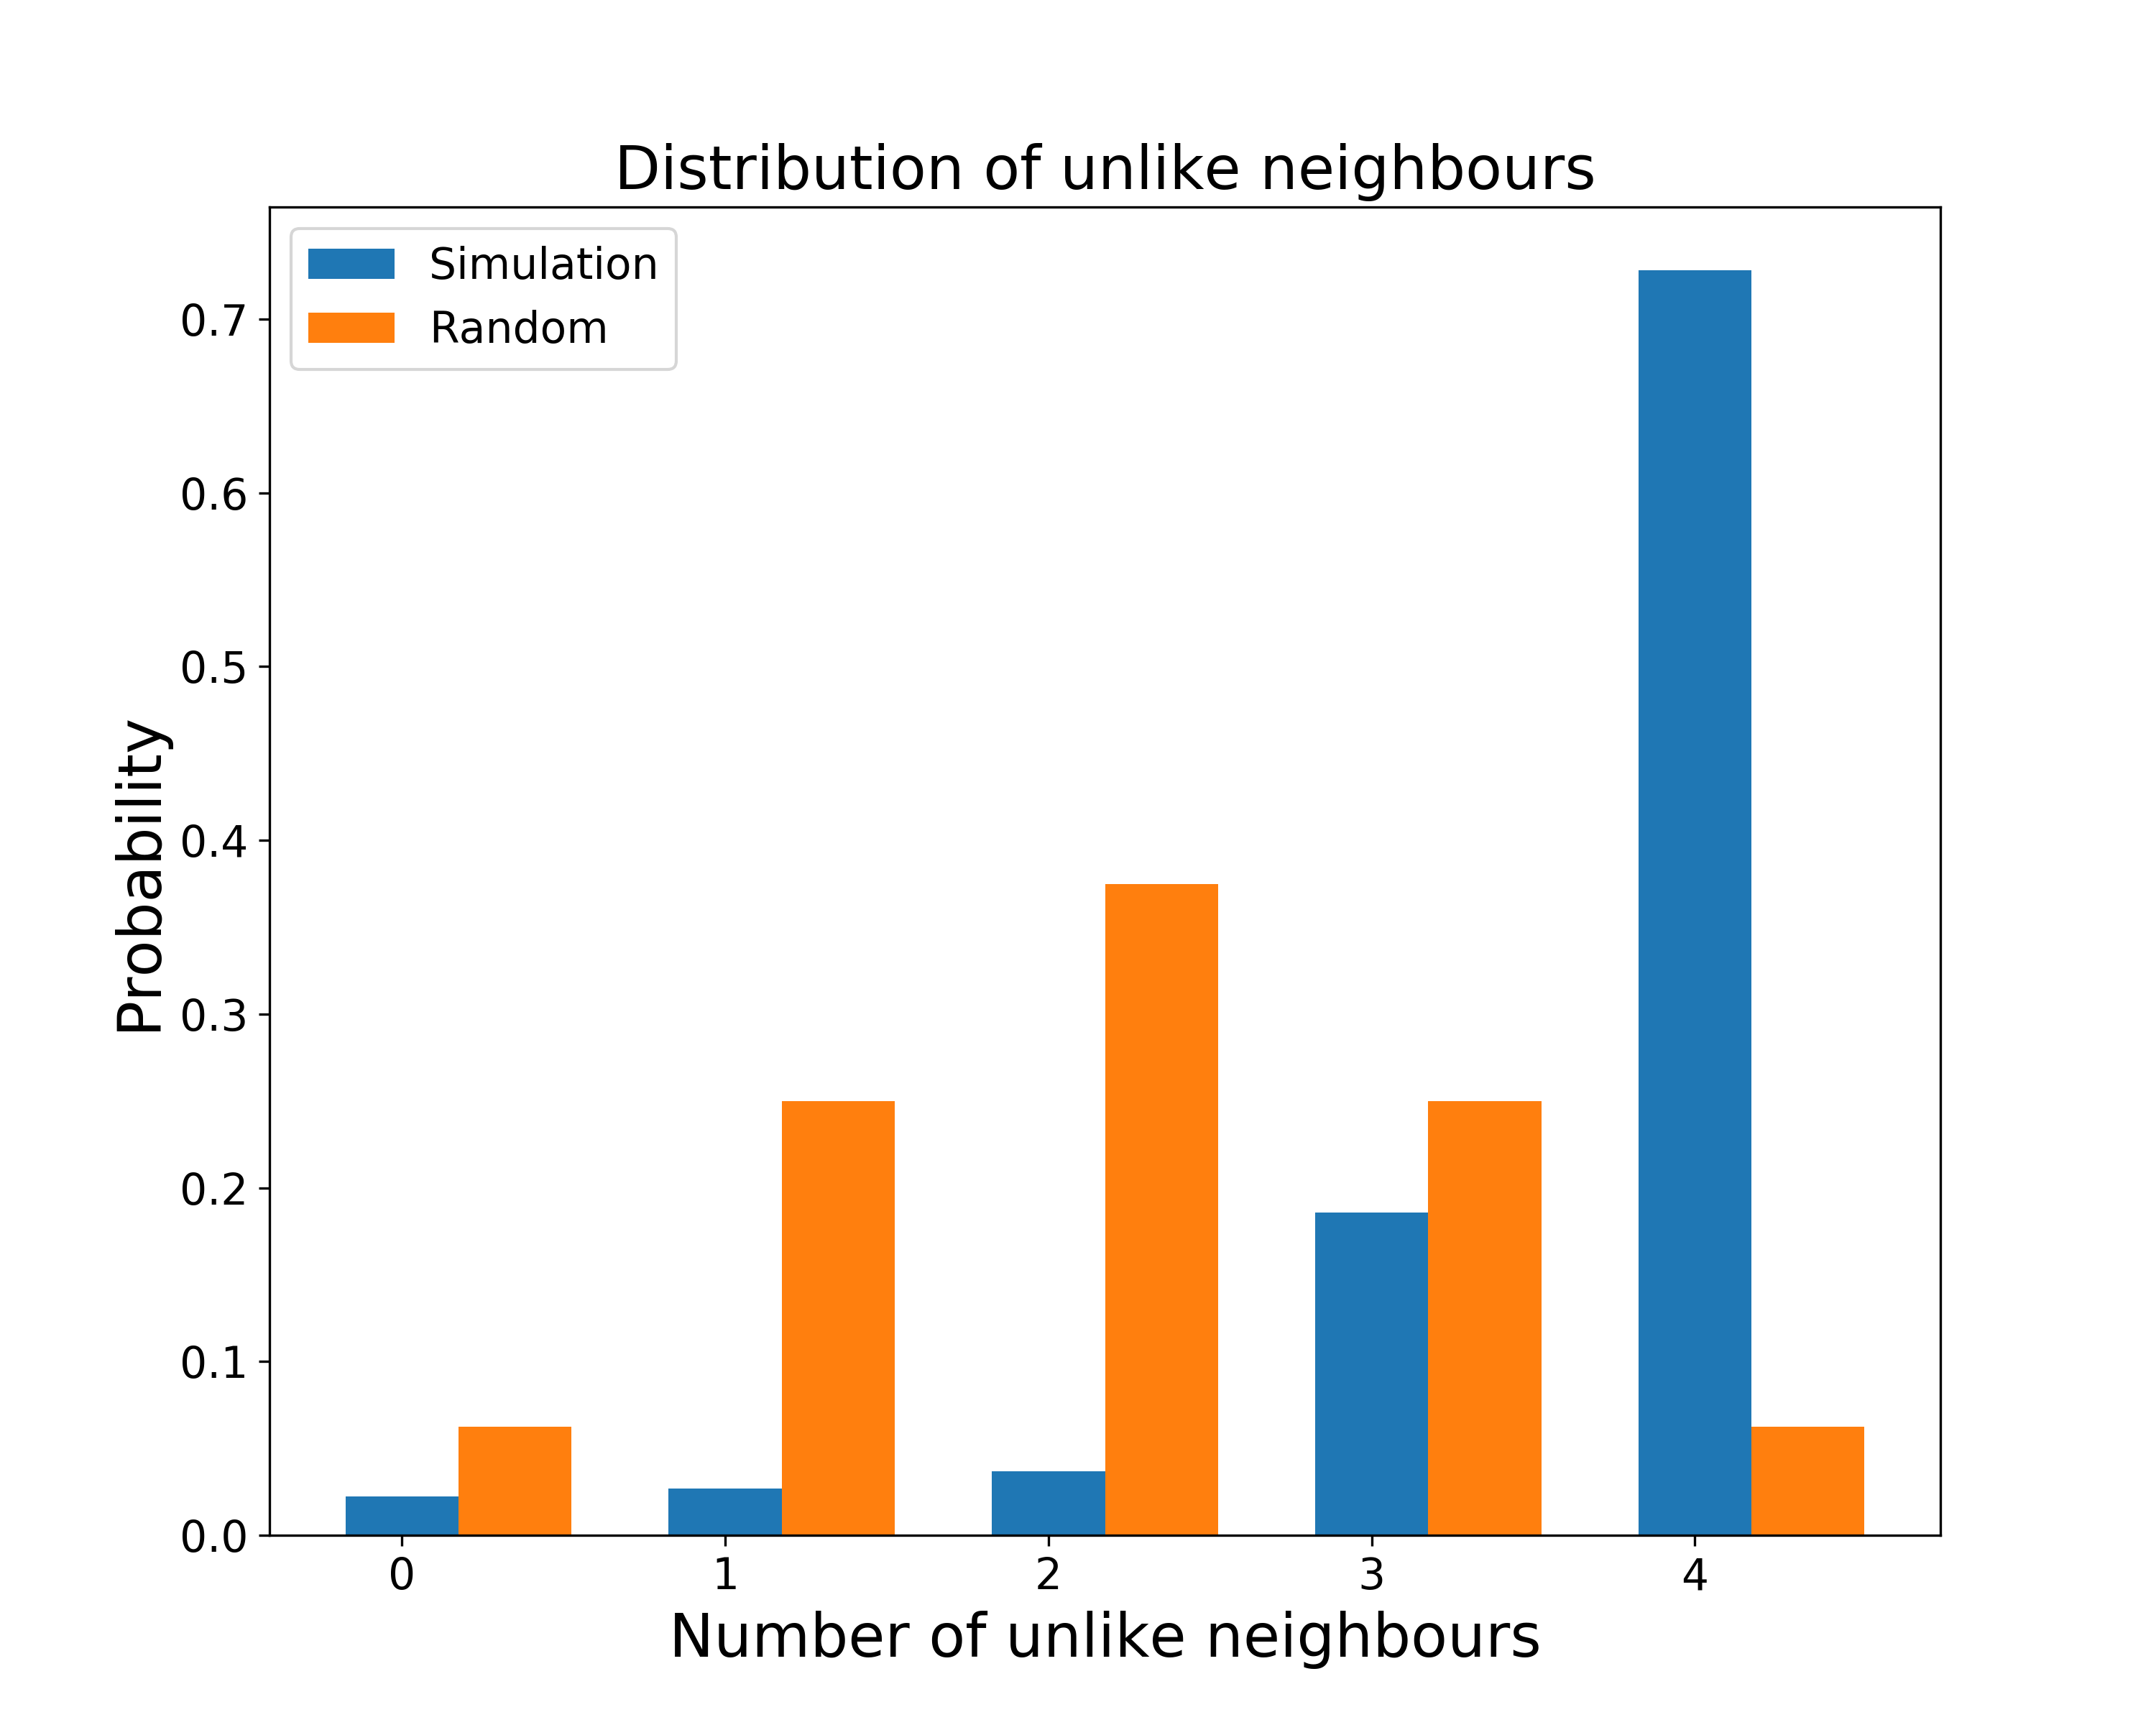 Distribution of unlike neighbours
Simulation
Random
0.7
0.6
0.5
0.4
0.3
0.2
0.1
0.0
Probability
0 1 2 3 4
Number of unlike neighbours